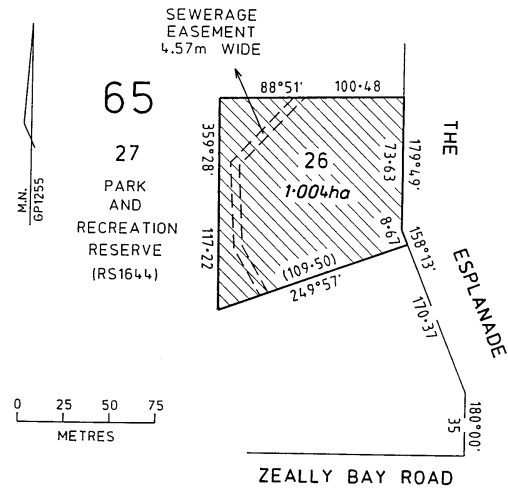 SEWERAGE
EASEMENT
4.57m WIDE
88°51'
100·48
65
27
PARK
AND
RECREATION
RESERVE
(RS1644)
M.N.
GP1255
359°28'
117·22
26
1·004ha
73·63
179°49'
THE
8·67
158°13'
(109·50)
249°57'
170·37
ESPLANADE
180°00'
35
0 25 50 75
METRES
ZEALLY BAY ROAD